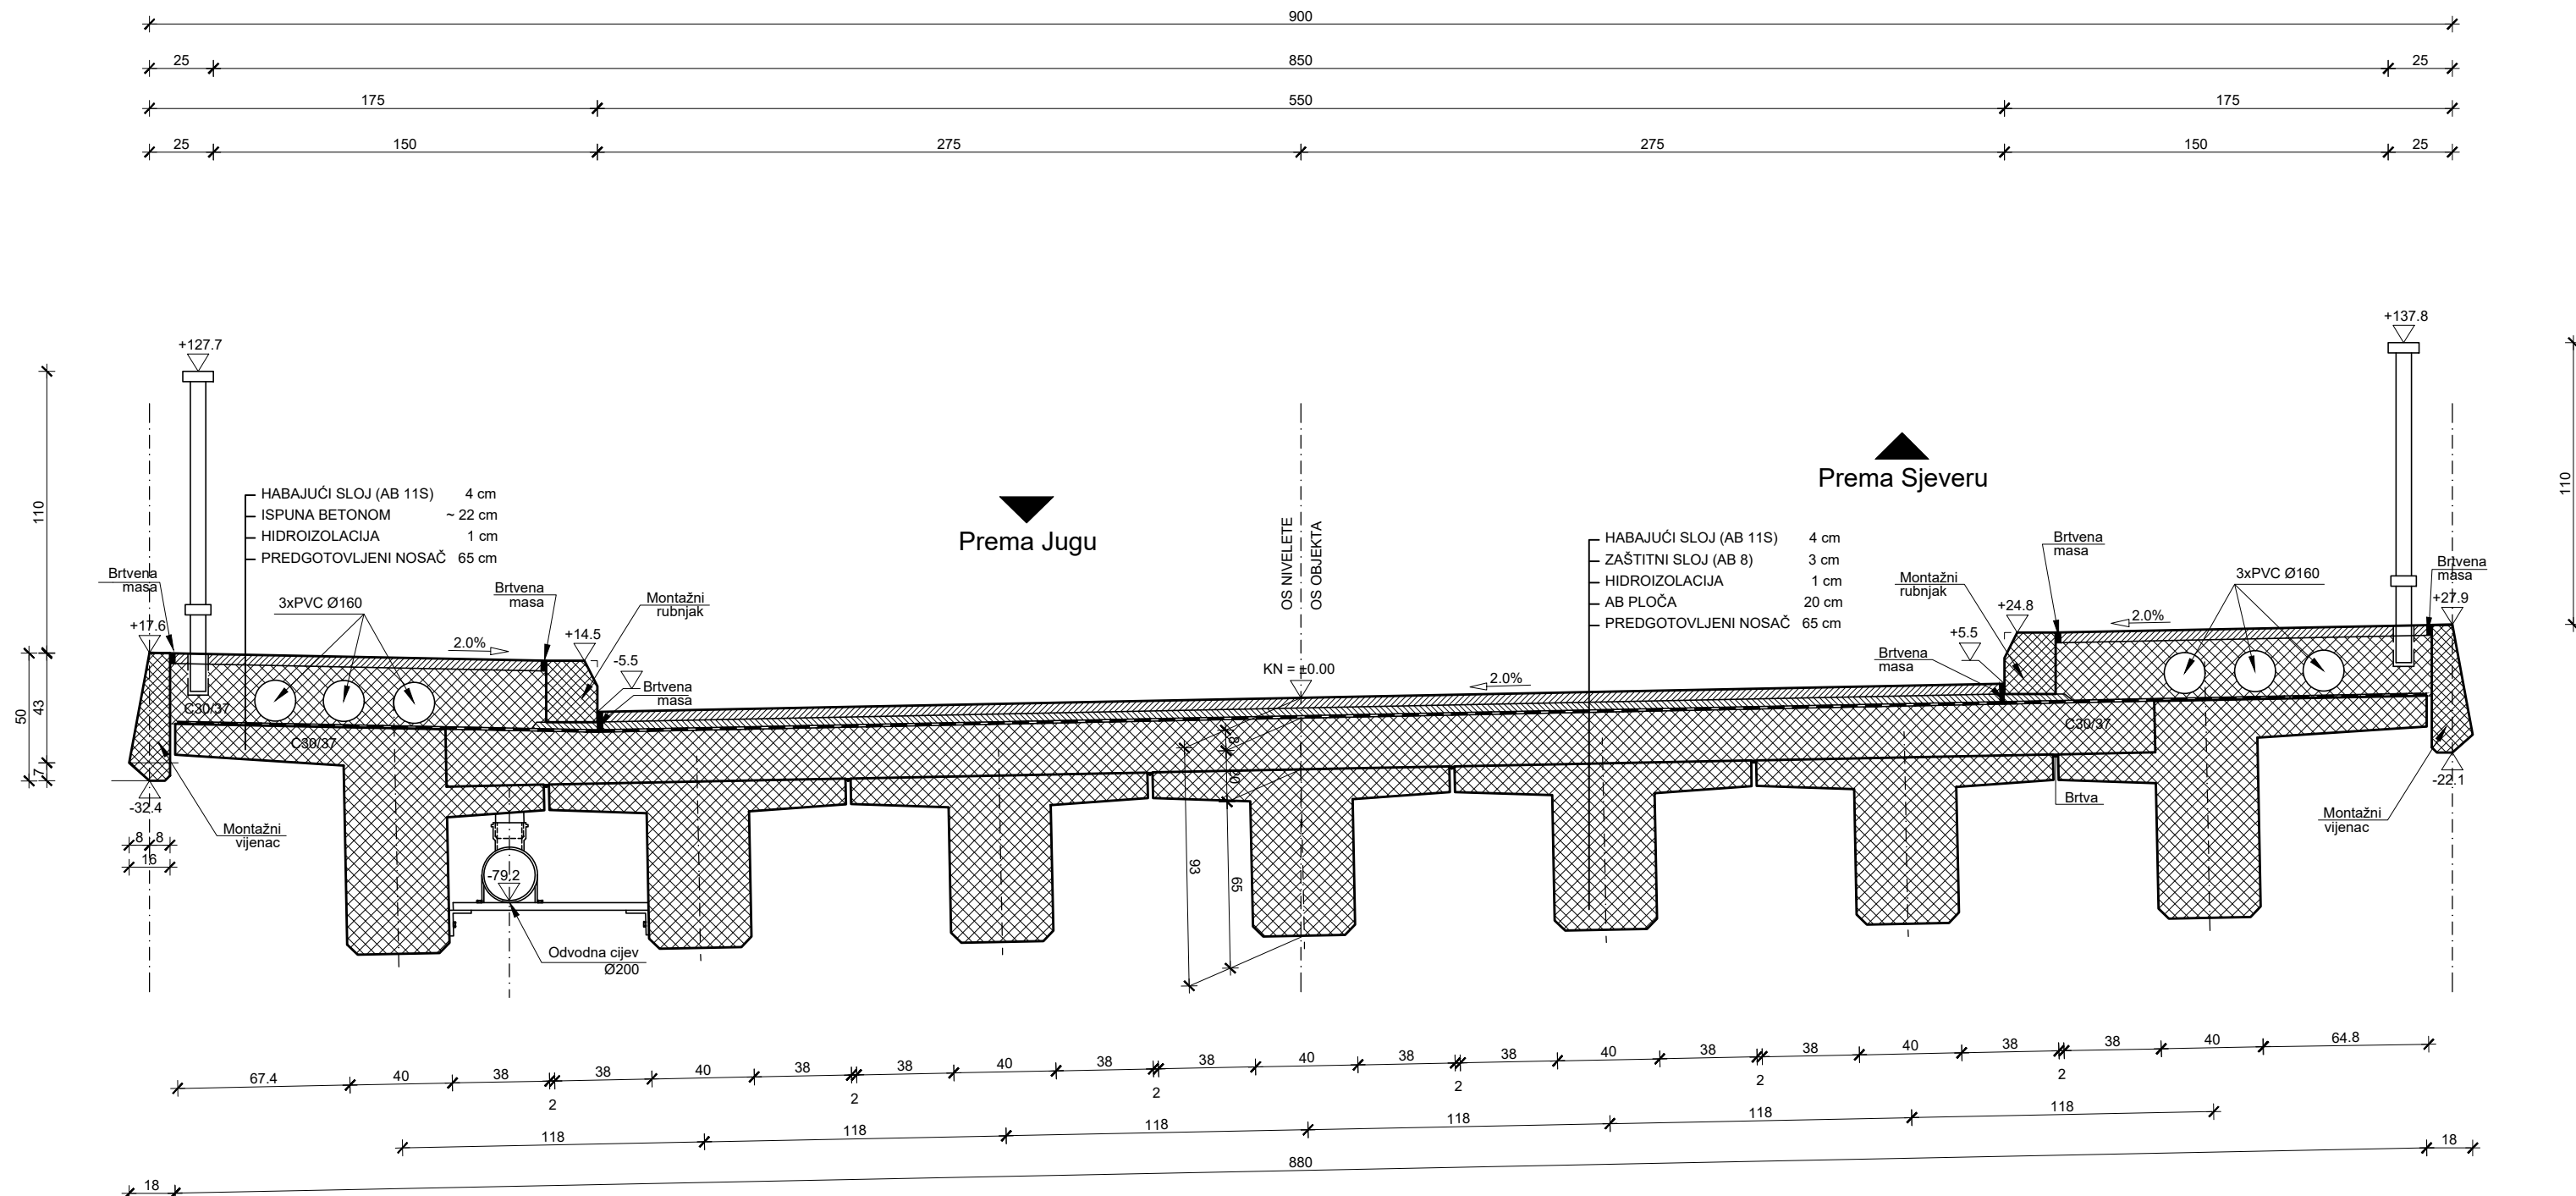 900
25 850 25
175 550 175
25 150 275 275 150 25
+137.8
+127.7
110
110
Prema Sjeveru
Prema Jugu
OS NIVELETE
OS OBJEKTA
HABAJUĆI SLOJ (AB 11S) 4 cm
ISPUNA BETONOM ~ 22 cm
HIDROIZOLACIJA 1 cm
PREDGOTOVLJENI NOSAČ 65 cm
HABAJUĆI SLOJ (AB 11S) 4 cm
ZAŠTITNI SLOJ (AB 8) 3 cm
HIDROIZOLACIJA 1 cm
AB PLOČA 20 cm
PREDGOTOVLJENI NOSAČ 65 cm
Brtvena
masa
3xPVC Ø160
Brtvena
masa
Montažni
rubnjak
+17.6
2.0%
+14.5
-5.5
Brtvena
masa
KN = ±0.00
2.0%
Brtvena
masa
+5.5
Montažni
rubnjak
+24.8
Brtvena
masa
2.0%
3xPVC Ø160
Brtvena
masa
+27.9
50
43
7
C30/37
C30/37
C30/37
-32.4
8 8
16
Montažni
vijenac
-79.2
Odvodna cijev
Ø200
8
20
93
65
Brtva
-22.1
Montažni
vijenac
67.4 40 38 38 40 38 38 40 38 38 40 38 38 40 38 38 40 38 38 40 64.8
2 2 2 2 2 2
118 118 118 118 118 118
18 880 18